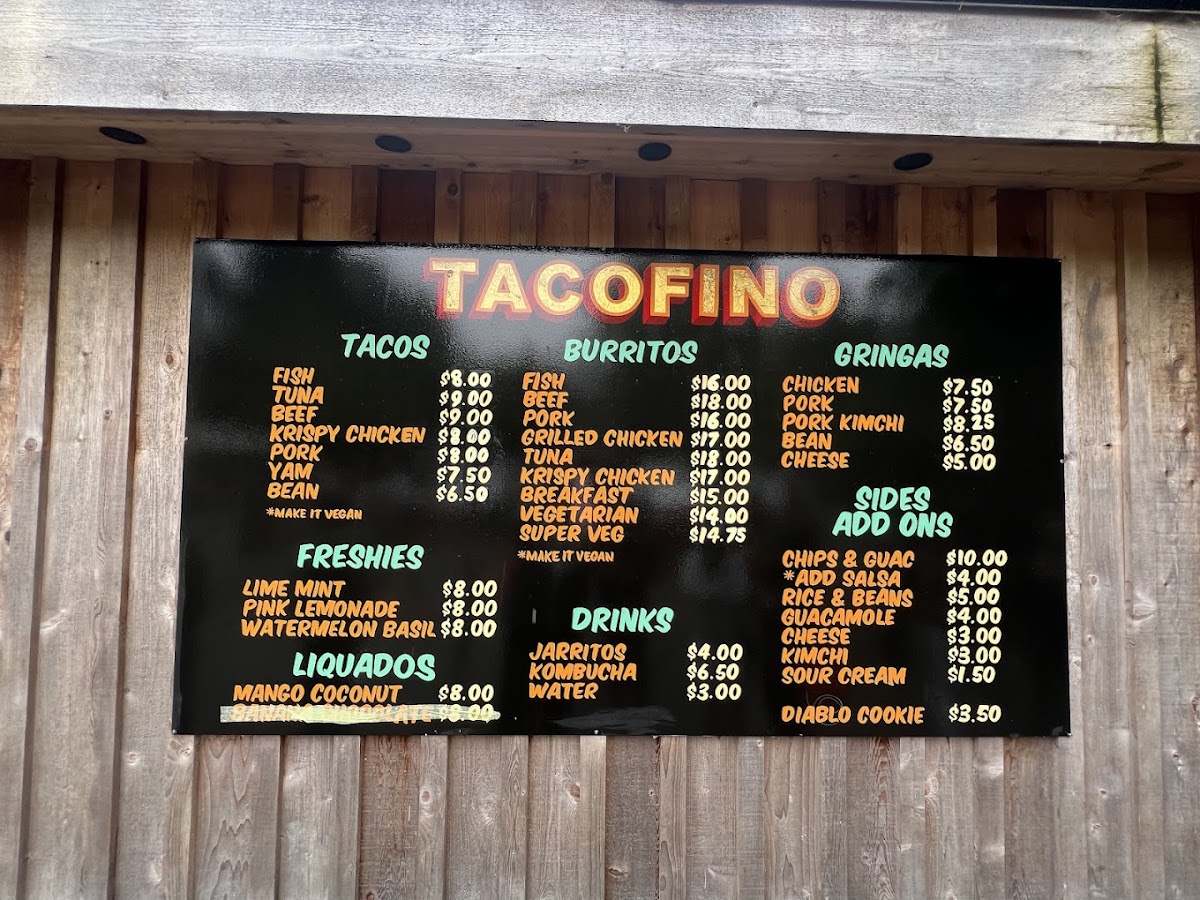 TACOFINO
TACOS
FISH $8.00
TUNA $9.00
BEEF $9.00
KRISPY CHICKEN $8.00
PORK $8.00
YAM $7.50
BEAN $6.50
*MAKE IT VEGAN
FRESHIES
LIME MINT $8.00
PINK LEMONADE $8.00
WATERMELON BASIL $8.00
LIQUADOS
MANGO COCONUT $8.00
BANANA CHOCOLATE $8.00
BURRITOS
FISH $16.00
BEEF $18.00
PORK $16.00
GRILLED CHICKEN $17.00
TUNA $18.00
KRISPY CHICKEN $17.00
BREAKFAST $15.00
VEGETARIAN $14.00
SUPER VEG $14.75
*MAKE IT VEGAN
DRINKS
JARRITOS $4.00
KOMBUCHA $6.50
WATER $3.00
GRINGAS
CHICKEN $7.50
PORK $7.50
PORK KIMCHI $8.25
BEAN $6.50
CHEESE $5.00
SIDES
ADD ONS
CHIPS & GUAC $10.00
*ADD SALSA $4.00
RICE & BEANS $5.00
GUACAMOLE $4.00
CHEESE $3.00
KIMCHI $3.00
SOUR CREAM $1.50
DIABLO COOKIE $3.50